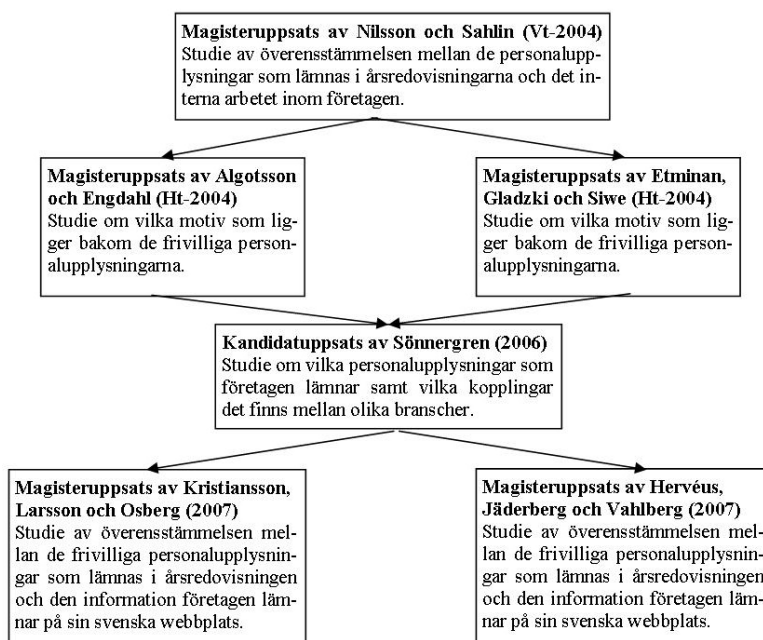 Magisteruppsats av Nilsson och Sahlin (Vt-2004)
Studie av överensstämmelsen mellan de personalupp-
lysningar som lämnas i årsredovisningarna och det in-
terna arbetet inom företagen.
Magisteruppsats av Algotsson
och Engdahl (Ht-2004)
Studie om vilka motiv som lig-
ger bakom de frivilliga person-
alupplysningarna.
Magisteruppsats av Etminan,
Gladzki och Siwe (Ht-2004)
Studie om vilka motiv som lig-
ger bakom de frivilliga person-
alupplysningarna.
Kandidatuppsats av Sönnergren (2006)
Studie om vilka personalupplysningar som
företagen lämnar samt vilka kopplingar
det finns mellan olika branscher.
Magisteruppsats av Kristiansson,
Larsson och Osberg (2007)
Studie av överensstämmelsen mel-
lan de frivilliga personalupplysnin-
gar som lämnas i årsredovisningen
och den information företagen läm-
nar på sin svenska webbplats.
Magisteruppsats av Hervéus,
Jäderberg och Vahlberg (2007)
Studie av överensstämmelsen mel-
lan de frivilliga personalupplysnin-
gar som lämnas i årsredovisningen
och den information företagen läm-
nar på sin svenska webbplats.